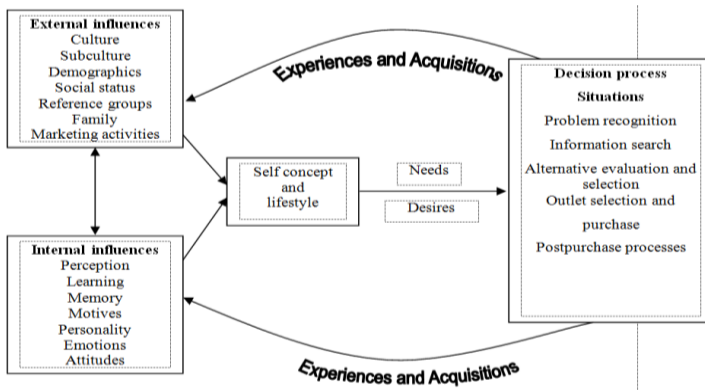 External influences
Culture
Subculture
Demographics
Social status
Reference groups
Family
Marketing activities
Experiences and Acquisitions
Decision process
Situations
Problem recognition
Information search
Alternative evaluation and
selection
Outlet selection and
purchase
Postpurchase processes
Self concept
and
lifestyle
Needs
Desires
Internal influences
Perception
Learning
Memory
Motives
Personality
Emotions
Attitudes
Experiences and Acquisitions